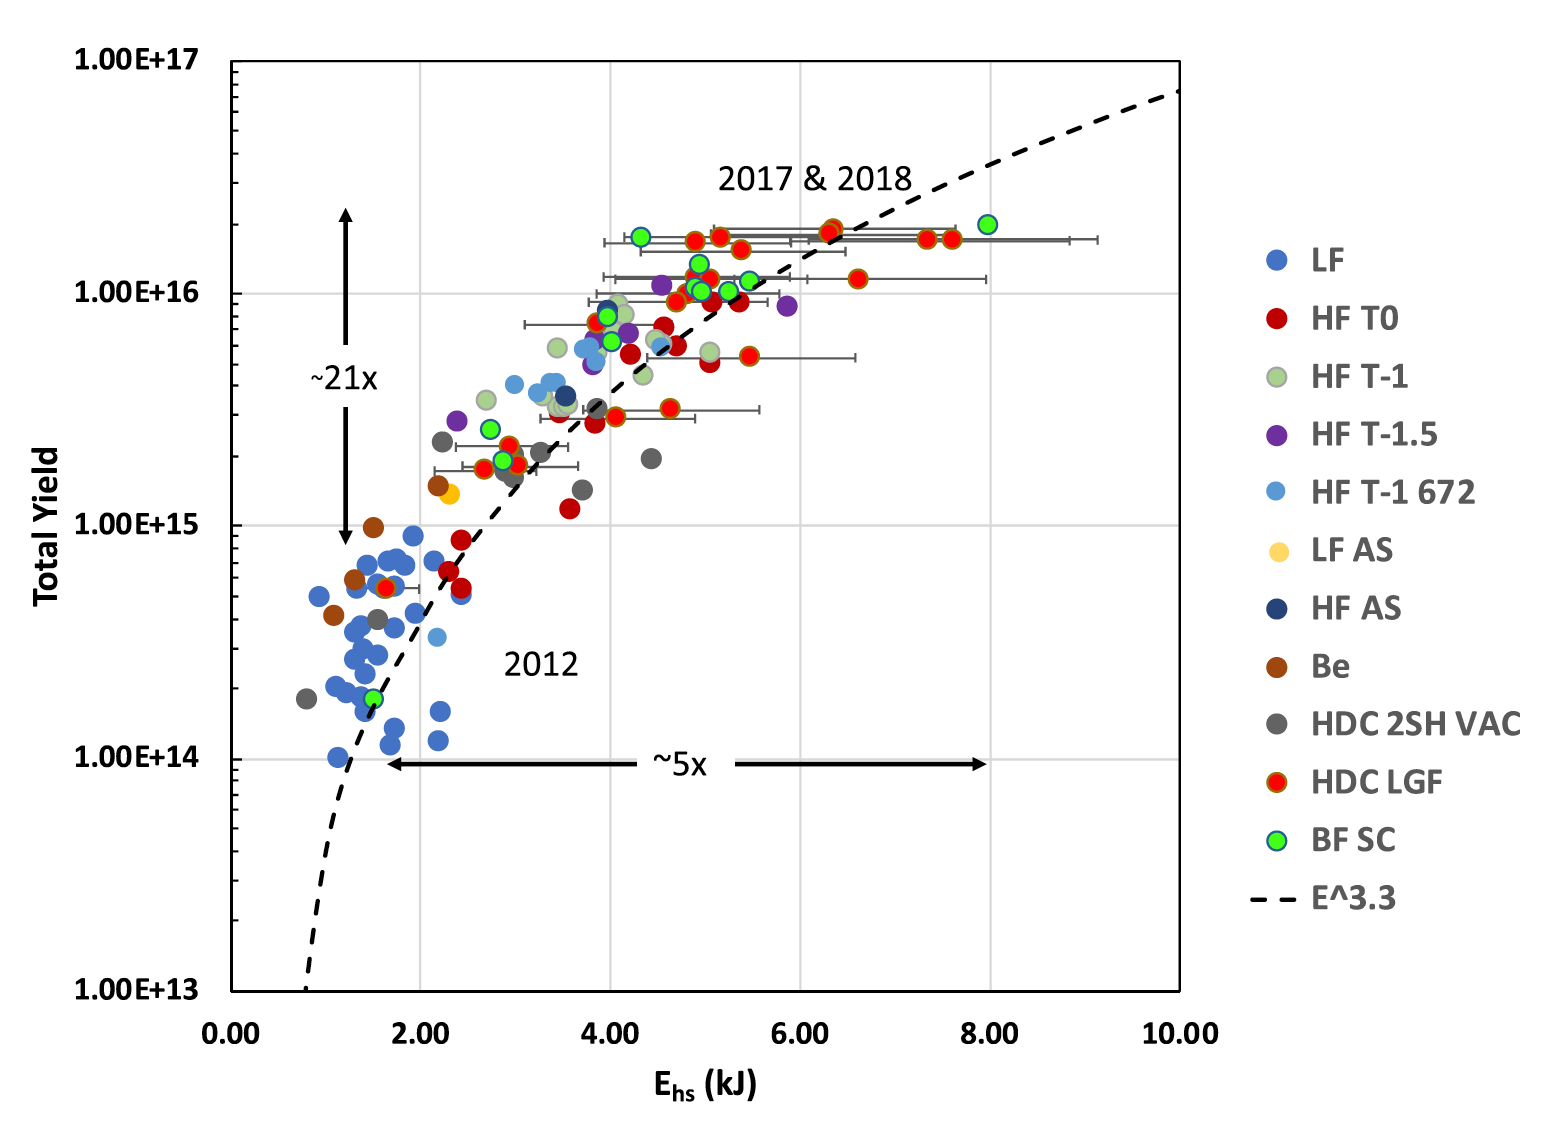 1.00E+17
1.00E+16
1.00E+15
1.00E+14
1.00E+13
Total Yield
2017 & 2018
~21x
2012
~5x
0.00 2.00 4.00 6.00 8.00 10.00
Ehs (kJ)
LF
HF T0
HF T-1
HF T-1.5
HF T-1 672
LF AS
HF AS
Be
HDC 2SH VAC
HDC LGF
BF SC
E^3.3